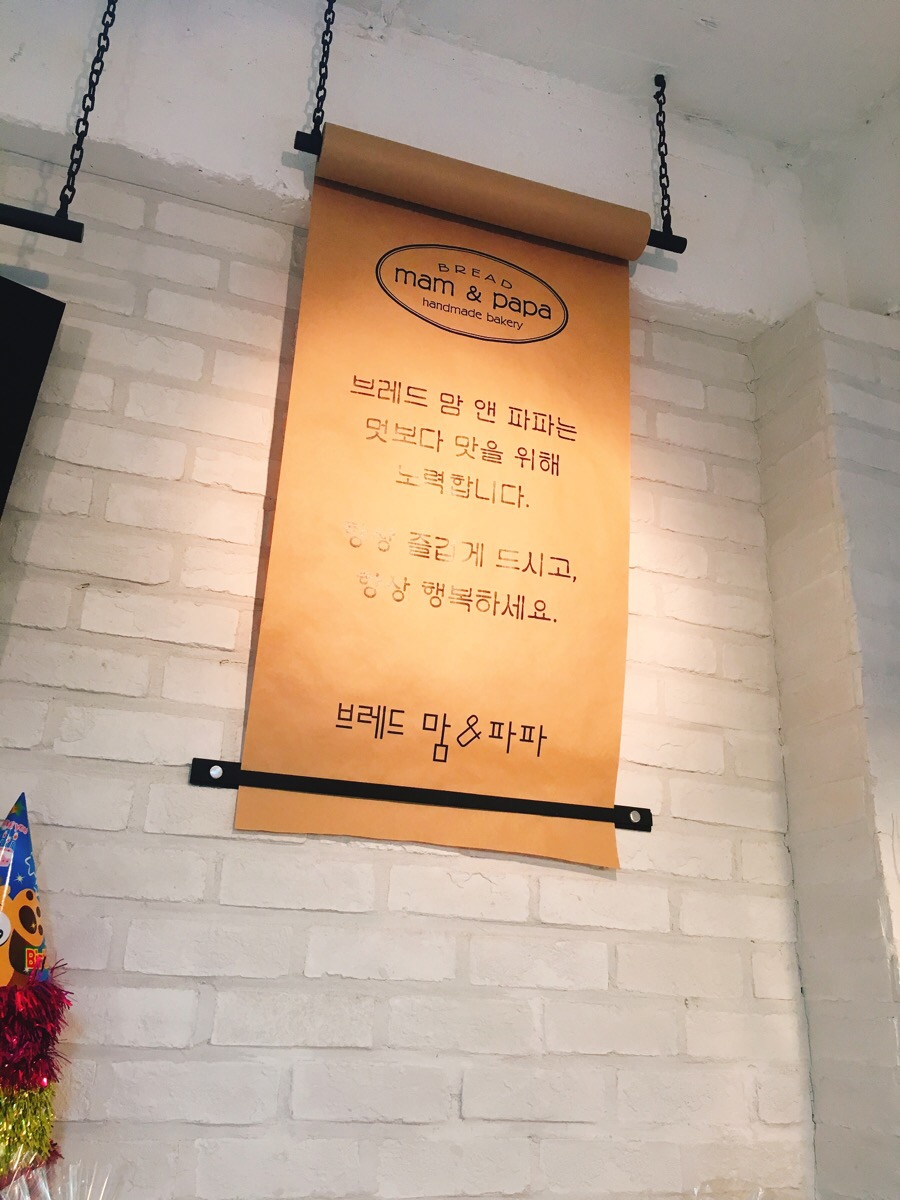 BREAD
mam & papa
handmade bakery
브레드 맘 앤 파파는
멋보다 맛을 위해
노력합니다.
항상 즐겁게 드시고,
항상 행복하세요.
브레드 맘&파파